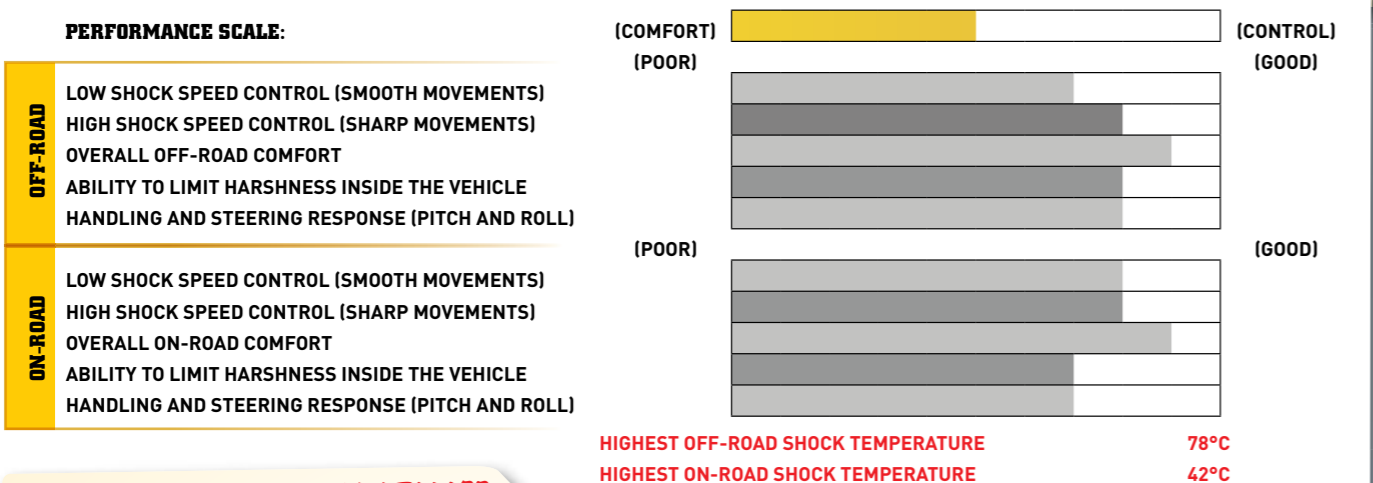 PERFORMANCE SCALE:
(COMFORT) (CONTROL)
(POOR) (GOOD)
OFF-ROAD
LOW SHOCK SPEED CONTROL (SMOOTH MOVEMENTS)
HIGH SHOCK SPEED CONTROL (SHARP MOVEMENTS)
OVERALL OFF-ROAD COMFORT
ABILITY TO LIMIT HARSHNESS INSIDE THE VEHICLE
HANDLING AND STEERING RESPONSE (PITCH AND ROLL)
(POOR) (GOOD)
ON-ROAD
LOW SHOCK SPEED CONTROL (SMOOTH MOVEMENTS)
HIGH SHOCK SPEED CONTROL (SHARP MOVEMENTS)
OVERALL ON-ROAD COMFORT
ABILITY TO LIMIT HARSHNESS INSIDE THE VEHICLE
HANDLING AND STEERING RESPONSE (PITCH AND ROLL)
HIGHEST OFF-ROAD SHOCK TEMPERATURE 78°C
HIGHEST ON-ROAD SHOCK TEMPERATURE 42°C